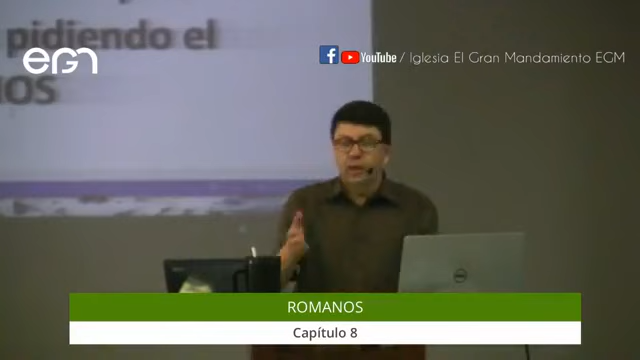 pidiendo el
EGM
YouTube / Iglesia El Gran Mandamiento EGM
DELL
ROMANOS
Capítulo 8